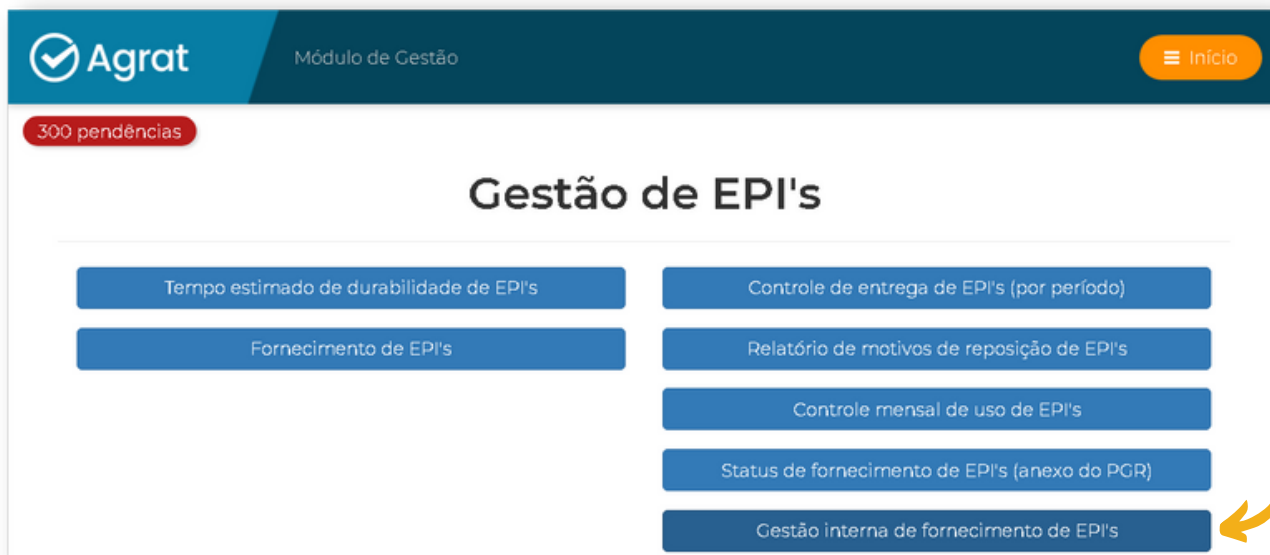 Agrat
Módulo de Gestão
Início
300 pendências
Gestão de EPI's
Tempo estimado de durabilidade de EPI's
Fornecimento de EPI's
Controle de entrega de EPI's (por período)
Relatório de motivos de reposição de EPI's
Controle mensal de uso de EPI's
Status de fornecimento de EPI's (anexo do PGR)
Gestão interna de fornecimento de EPI's